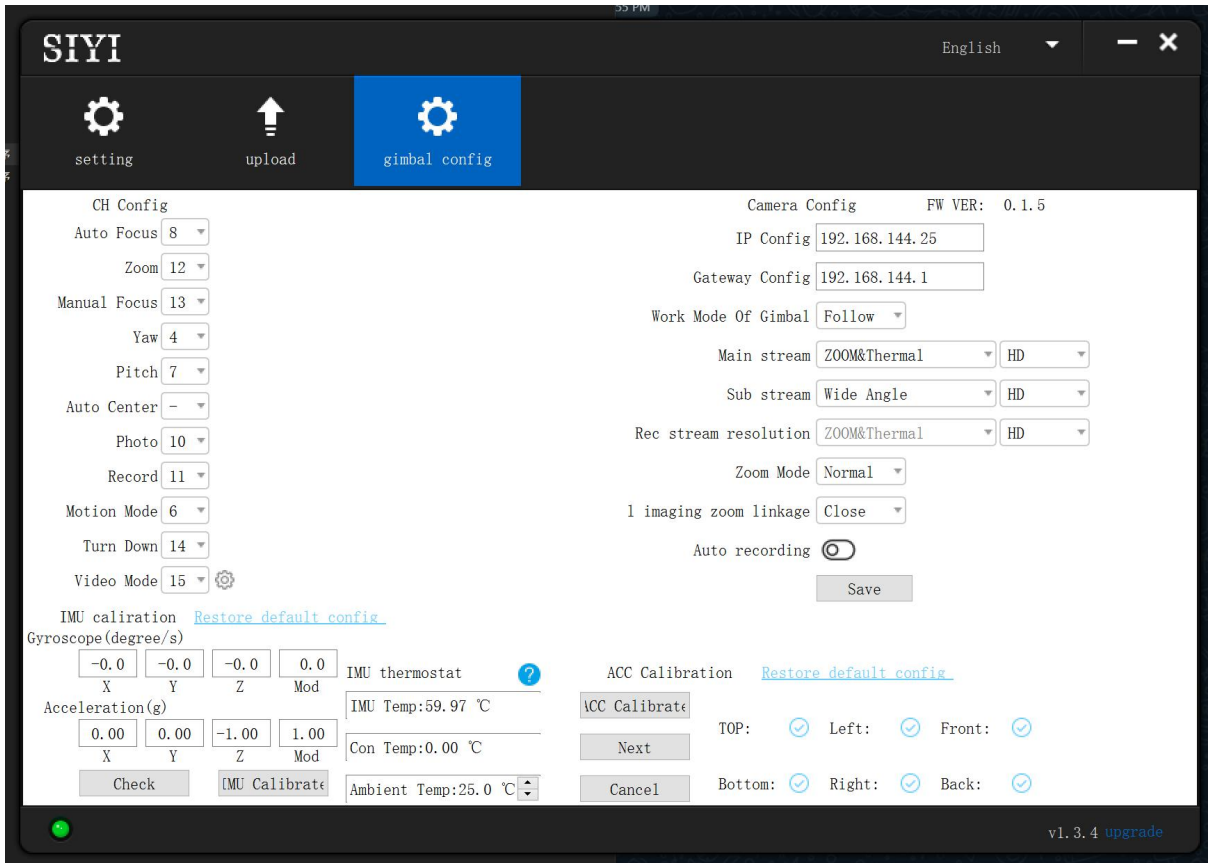 55 PM
SIYI
English
setting upload gimbal config
CH Config
Auto Focus 8
Zoom 12
Manual Focus 13
Yaw 4
Pitch 7
Auto Center -
Photo 10
Record 11
Motion Mode 6
Turn Down 14
Video Mode 15
Camera Config FW VER: 0.1.5
IP Config 192.168.144.25
Gateway Config 192.168.144.1
Work Mode Of Gimbal Follow
Main stream ZOOM&Thermal HD
Sub stream Wide Angle HD
Rec stream resolution ZOOM&Thermal HD
Zoom Mode Normal
l imaging zoom linkage Close
Auto recording
Save
IMU caliration Restore default config
Gyroscope(degree/s)
-0.0 -0.0 -0.0 0.0
X Y Z Mod
Acceleration(g)
0.00 0.00 -1.00 1.00
X Y Z Mod
Check IMU Calibrate
IMU thermostat ?
IMU Temp:59.97 ℃
Con Temp:0.00 ℃
Ambient Temp:25.0 ℃
ACC Calibration Restore default config
ACC Calibrate
Next
Cancel
TOP: Left: Front:
Bottom: Right: Back:
v1.3.4 upgrade